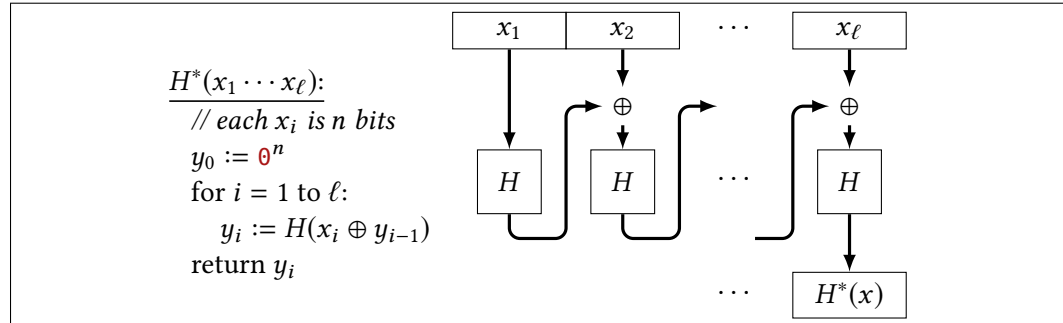 H*(x₁ ⋯ x_ℓ):
// each xᵢ is n bits
y₀ := 0ⁿ
for i = 1 to ℓ:
yᵢ := H(xᵢ ⊕ yᵢ₋₁)
return yᵢ
x₁ x₂ ⋯ x_ℓ
⊕ ⊕
H H ⋯ H
⋯ H*(x)